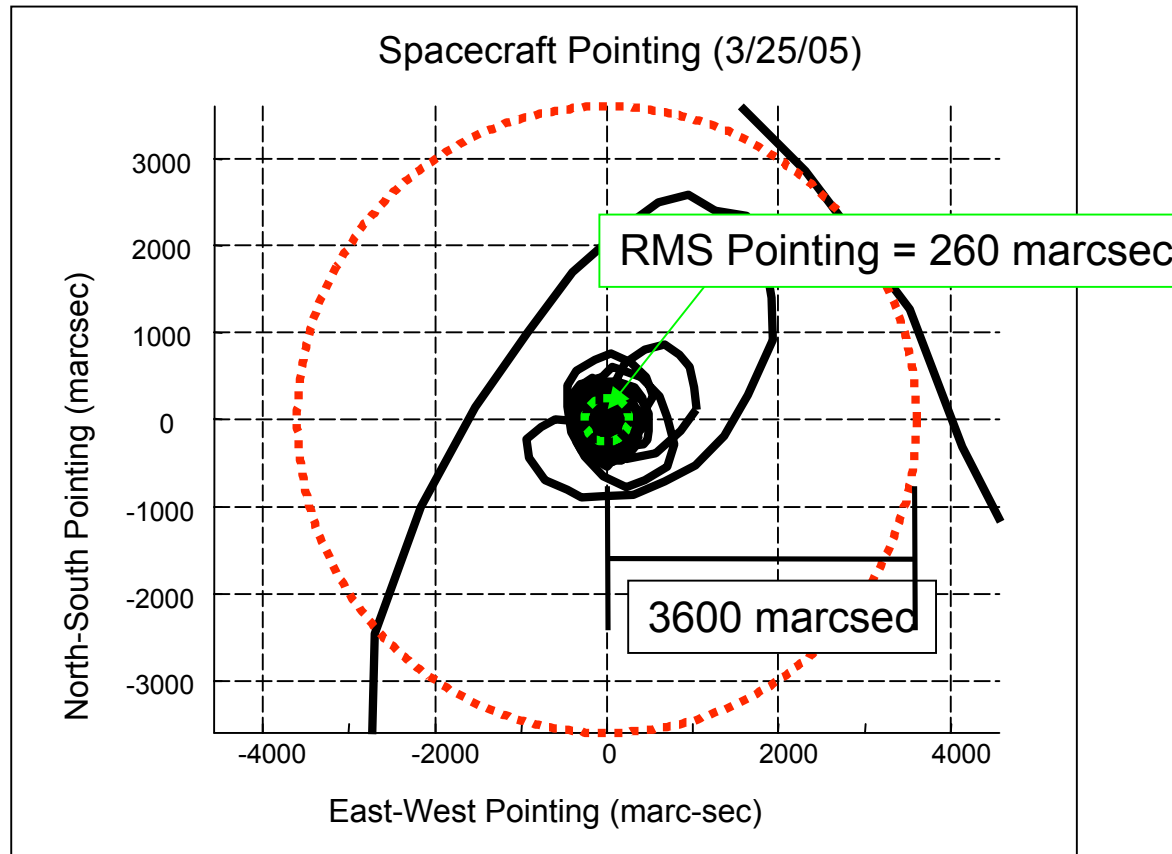 Spacecraft Pointing (3/25/05)
North-South Pointing (marcsec)
3000
2000
1000
0
-1000
-2000
-3000
RMS Pointing = 260 marcsec
3600 marcsec
-4000
-2000
0
2000
4000
East-West Pointing (marc-sec)